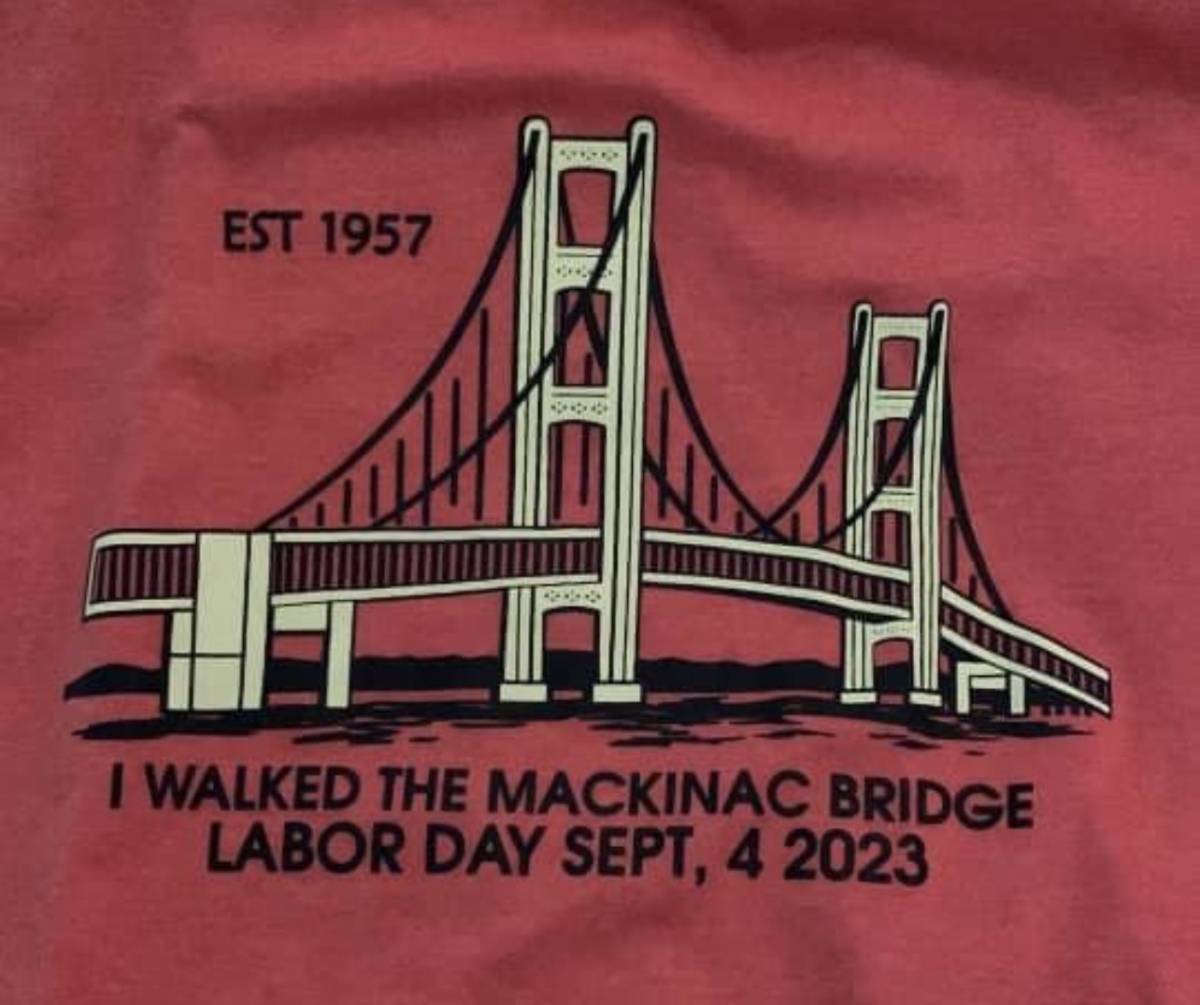 EST 1957
I WALKED THE MACKINAC BRIDGE
LABOR DAY SEPT, 4 2023